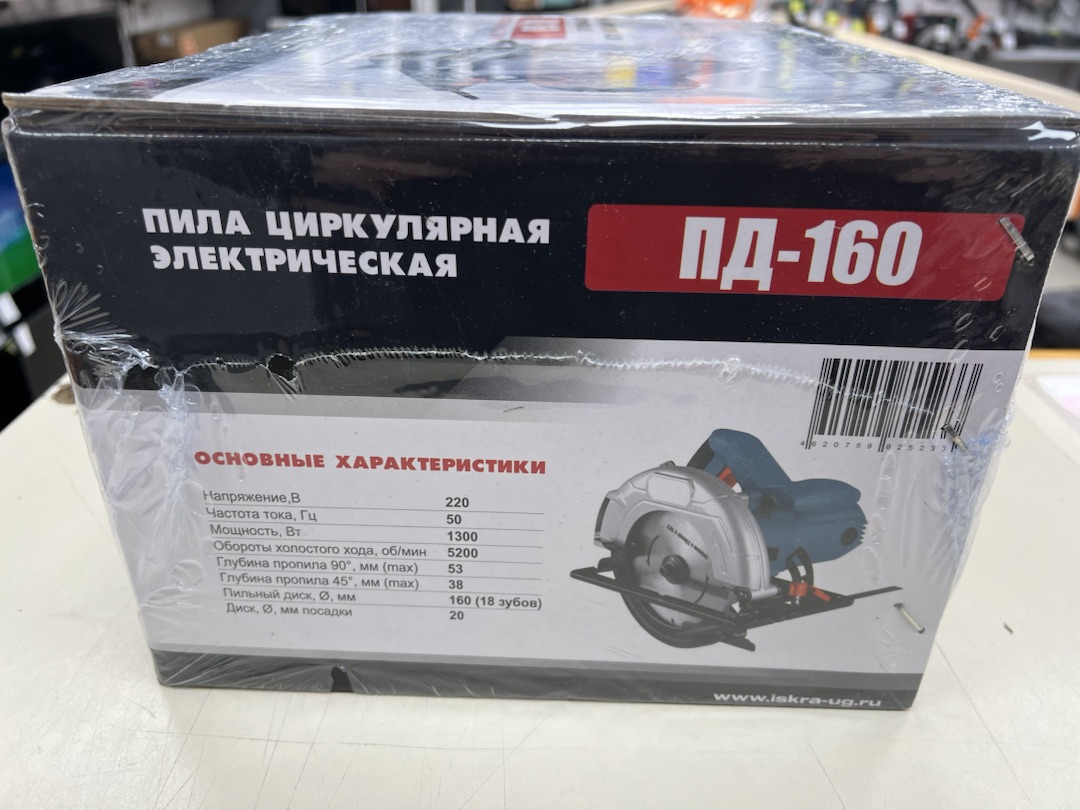 ПИЛА ЦИРКУЛЯРНАЯ
ЭЛЕКТРИЧЕСКАЯ
ПД-160
4620759 825233
ОСНОВНЫЕ ХАРАКТЕРИСТИКИ
Напряжение,В 220
Частота тока, Гц 50
Мощность, Вт 1300
Обороты холостого хода, об/мин 5200
Глубина пропила 90°, мм (max) 53
Глубина пропила 45°, мм (max) 38
Пильный диск, Ø, мм 160 (18 зубов)
Диск, Ø, мм посадки 20
www.iskra-ug.ru